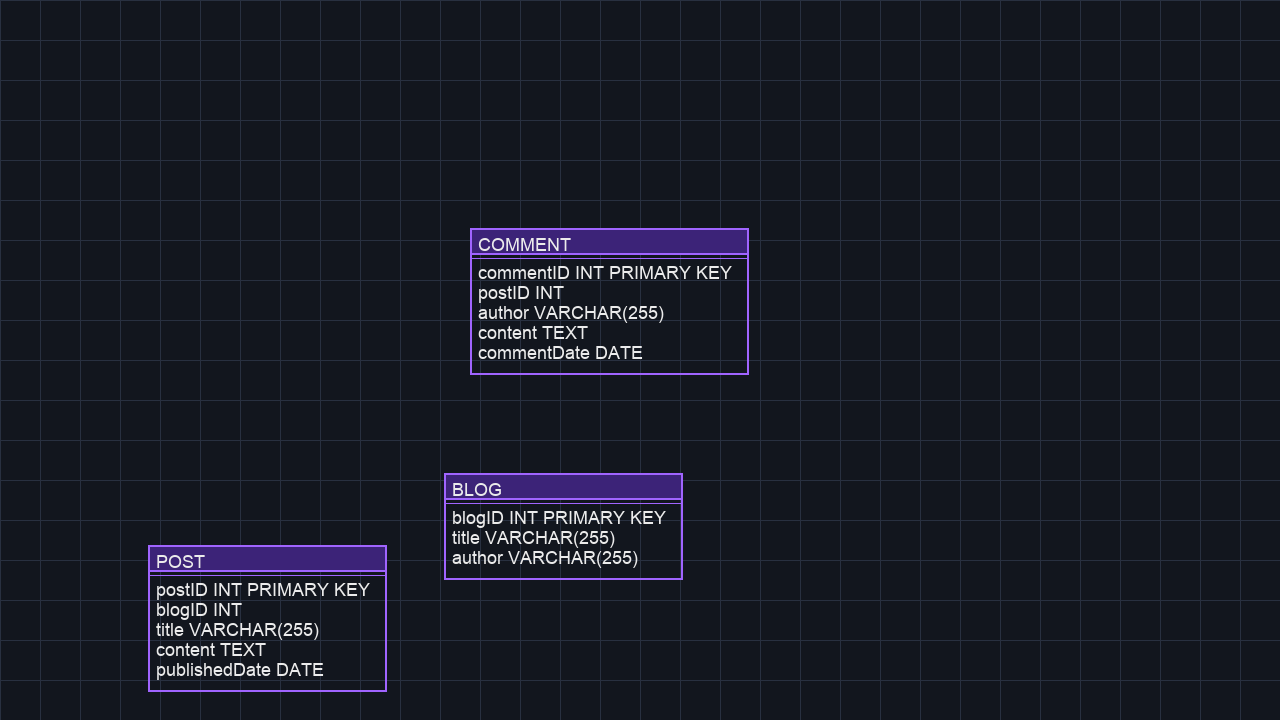 COMMENT
commentID INT PRIMARY KEY
postID INT
author VARCHAR(255)
content TEXT
commentDate DATE
BLOG
blogID INT PRIMARY KEY
title VARCHAR(255)
author VARCHAR(255)
POST
postID INT PRIMARY KEY
blogID INT
title VARCHAR(255)
content TEXT
publishedDate DATE